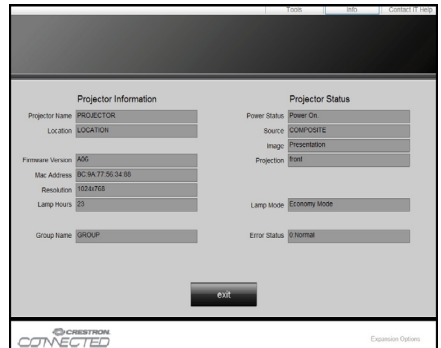 Tools Info Contact IT Help
Projector Information
Projector Name PROJECTOR
Location LOCATION
Firmware Version A06
Mac Address BC:9A:77:56:34:88
Resolution 1024x768
Lamp Hours 23
Group Name GROUP
Projector Status
Power Status Power On.
Source COMPOSITE
Image Presentation
Projection front
Lamp Mode Economy Mode
Error Status 0:Normal
exit
CRESTRON
CONNECTED
Expansion Options